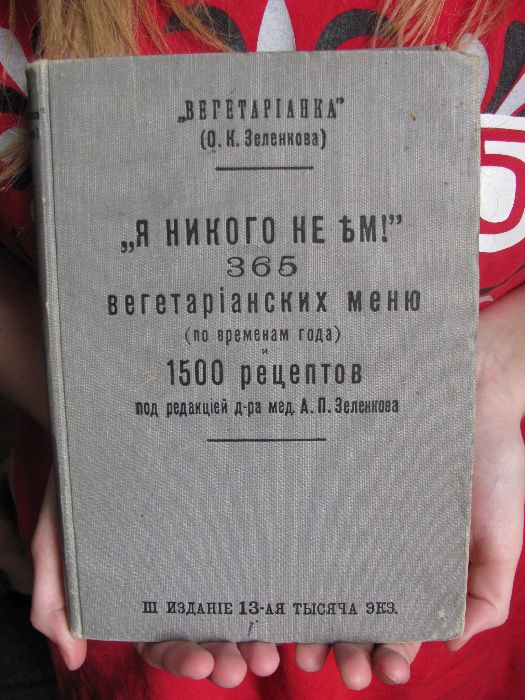 „ВЕГЕТАРІАНКА"
(О. К. Зеленкова)
„Я НИКОГО НЕ ѢМ!"
365
вегетаріанских меню
(по временам года)
и
1500 рецептов
под редакціей д-ра мед. А. П. Зеленкова
III ИЗДАНІЕ 13-АЯ ТЫСЯЧА ЭКЗ.